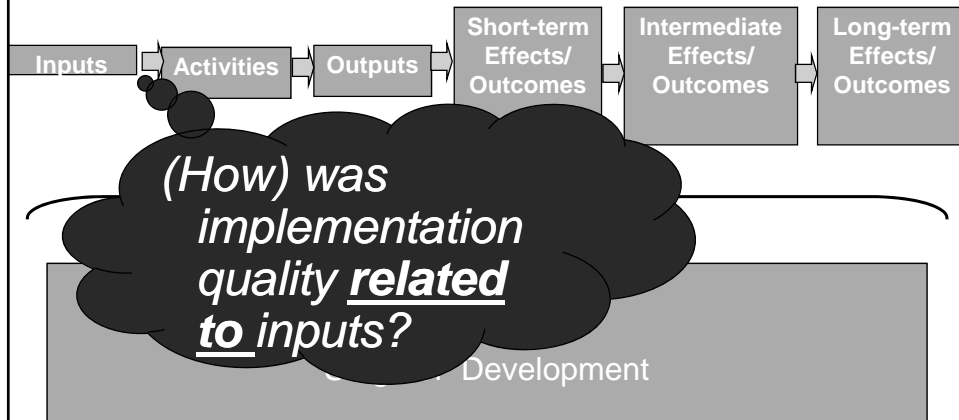 Inputs
Activities
Outputs
Short-term
Effects/
Outcomes
Intermediate
Effects/
Outcomes
Long-term
Effects/
Outcomes
(How) was
implementation
quality related
to inputs?
Development